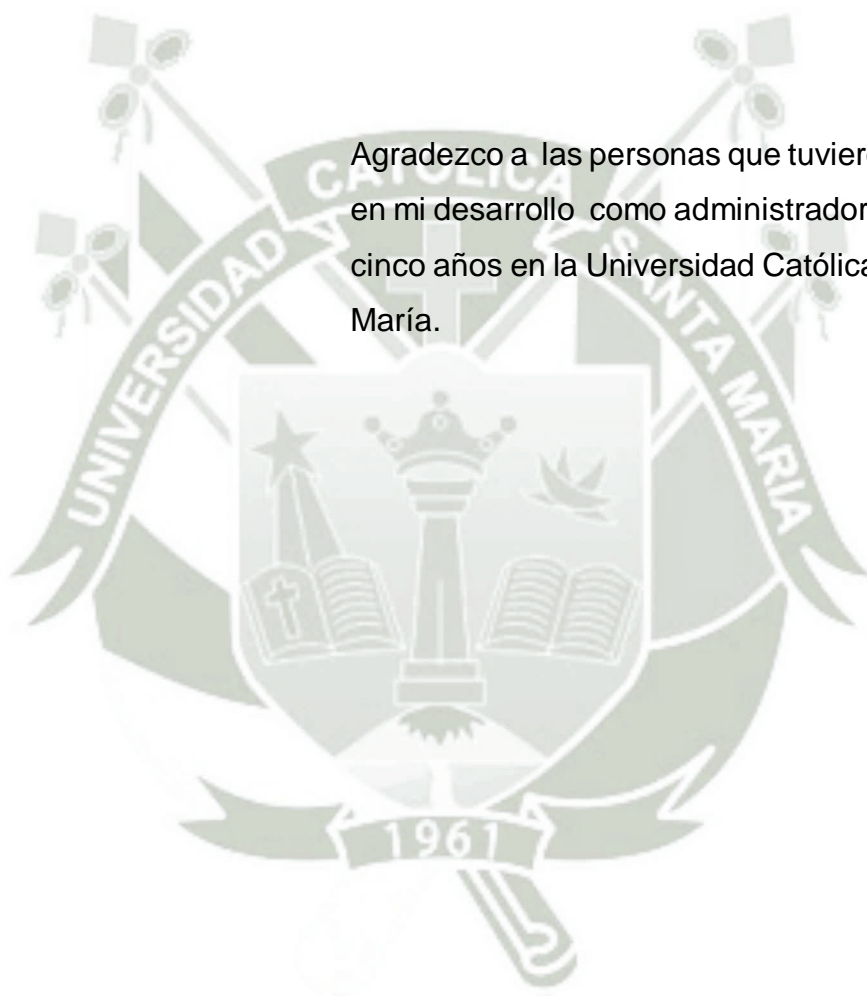 Agradezco a las personas que tuvier
en mi desarrollo como administrador
cinco años en la Universidad Católica
María.
UNIVERSIDAD CATOLICA SANTA MARIA
1961